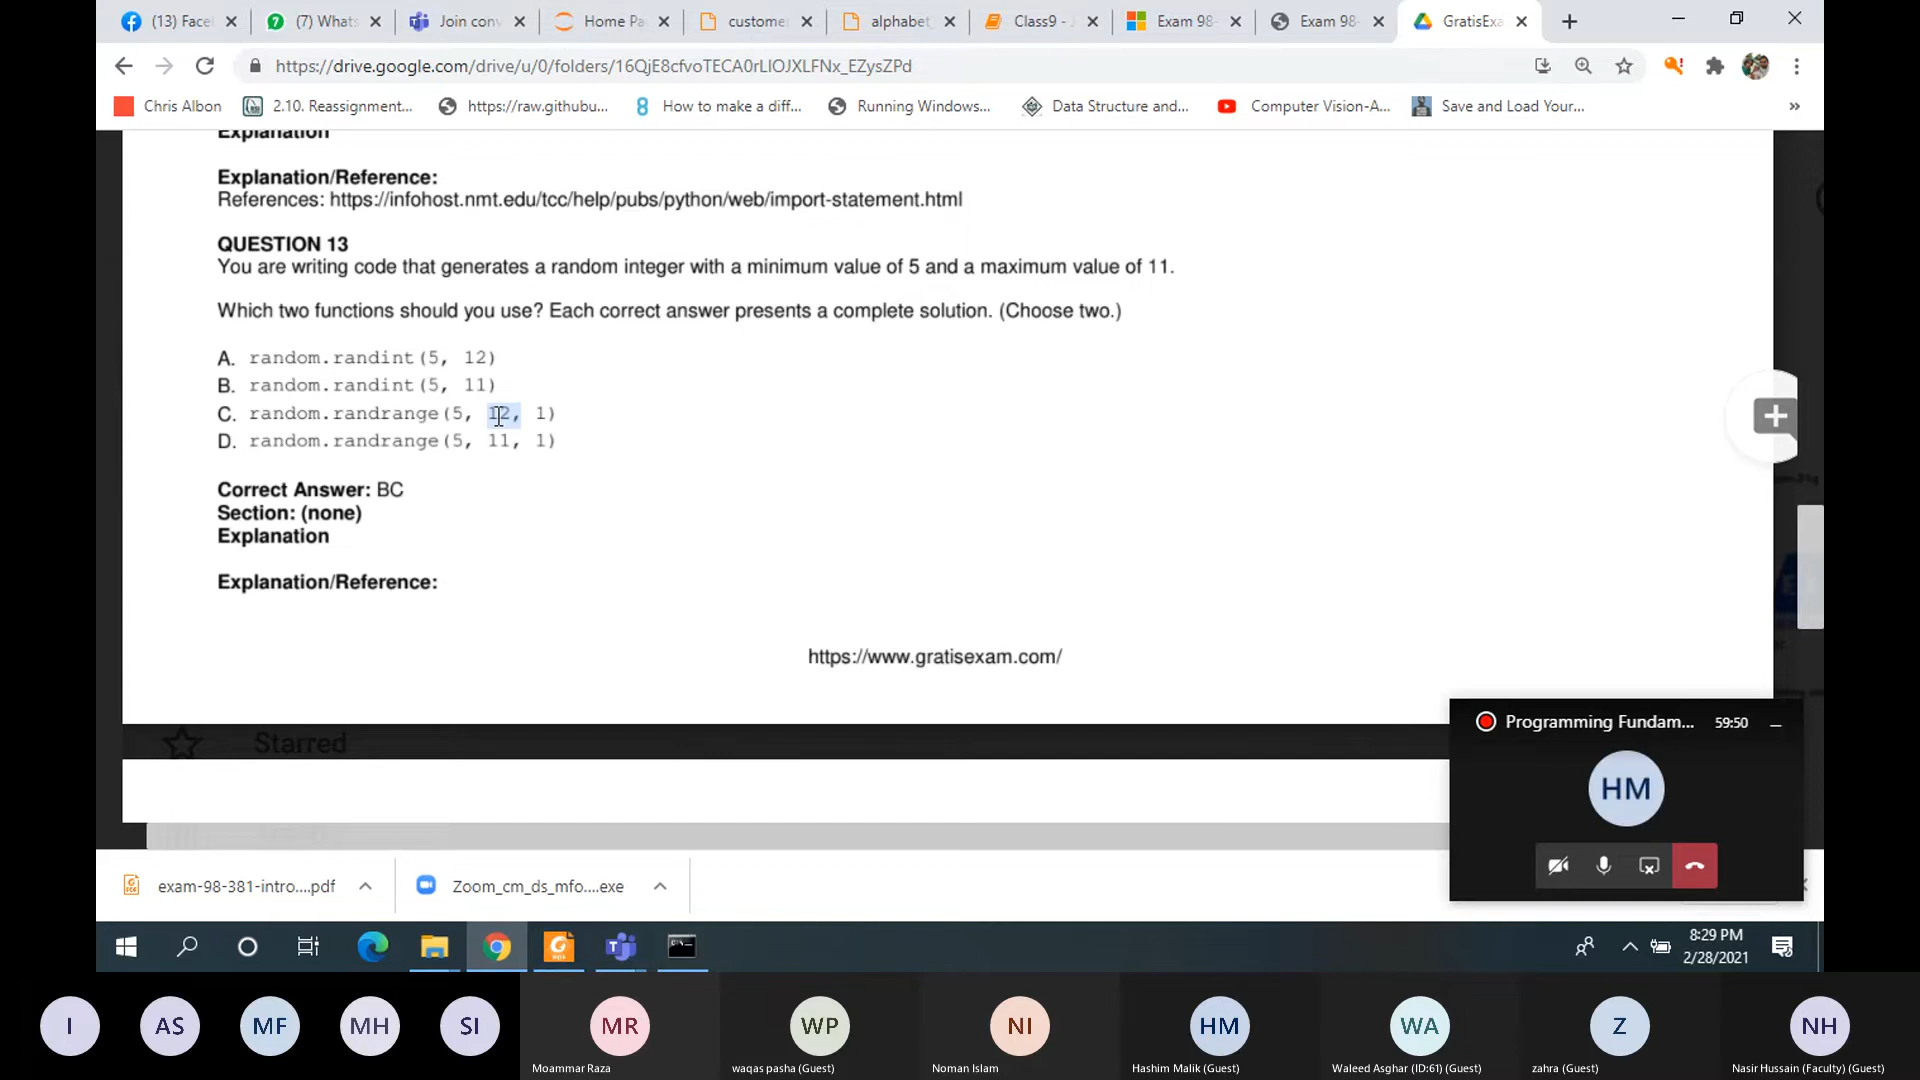 (13) Facel
(7) Whats
Join conv
Home Pa
custome
alphabet
Class9 - J
Exam 98-
Exam 98-
GratisExa
https://drive.google.com/drive/u/0/folders/16QjE8cfvoTECA0rLlOJXLFNx_EZysZPd
Chris Albon
2.10. Reassignment...
https://raw.githubu...
How to make a diff...
Running Windows...
Data Structure and...
Computer Vision-A...
Save and Load Your...
»
Explanation
Explanation/Reference:
References: https://infohost.nmt.edu/tcc/help/pubs/python/web/import-statement.html
QUESTION 13
You are writing code that generates a random integer with a minimum value of 5 and a maximum value of 11.
Which two functions should you use? Each correct answer presents a complete solution. (Choose two.)
A. random.randint(5, 12)
B. random.randint(5, 11)
C. random.randrange(5, 12, 1)
D. random.randrange(5, 11, 1)
Correct Answer: BC
Section: (none)
Explanation
Explanation/Reference:
https://www.gratisexam.com/
Starred
Programming Fundam... 59:50
HM
exam-98-381-intro....pdf
Zoom_cm_ds_mfo....exe
8:29 PM
2/28/2021
I AS MF MH SI MR WP NI HM WA Z NH
Moammar Raza
waqas pasha (Guest)
Noman Islam
Hashim Malik (Guest)
Waleed Asghar (ID:61) (Guest)
zahra (Guest)
Nasir Hussain (Faculty) (Guest)